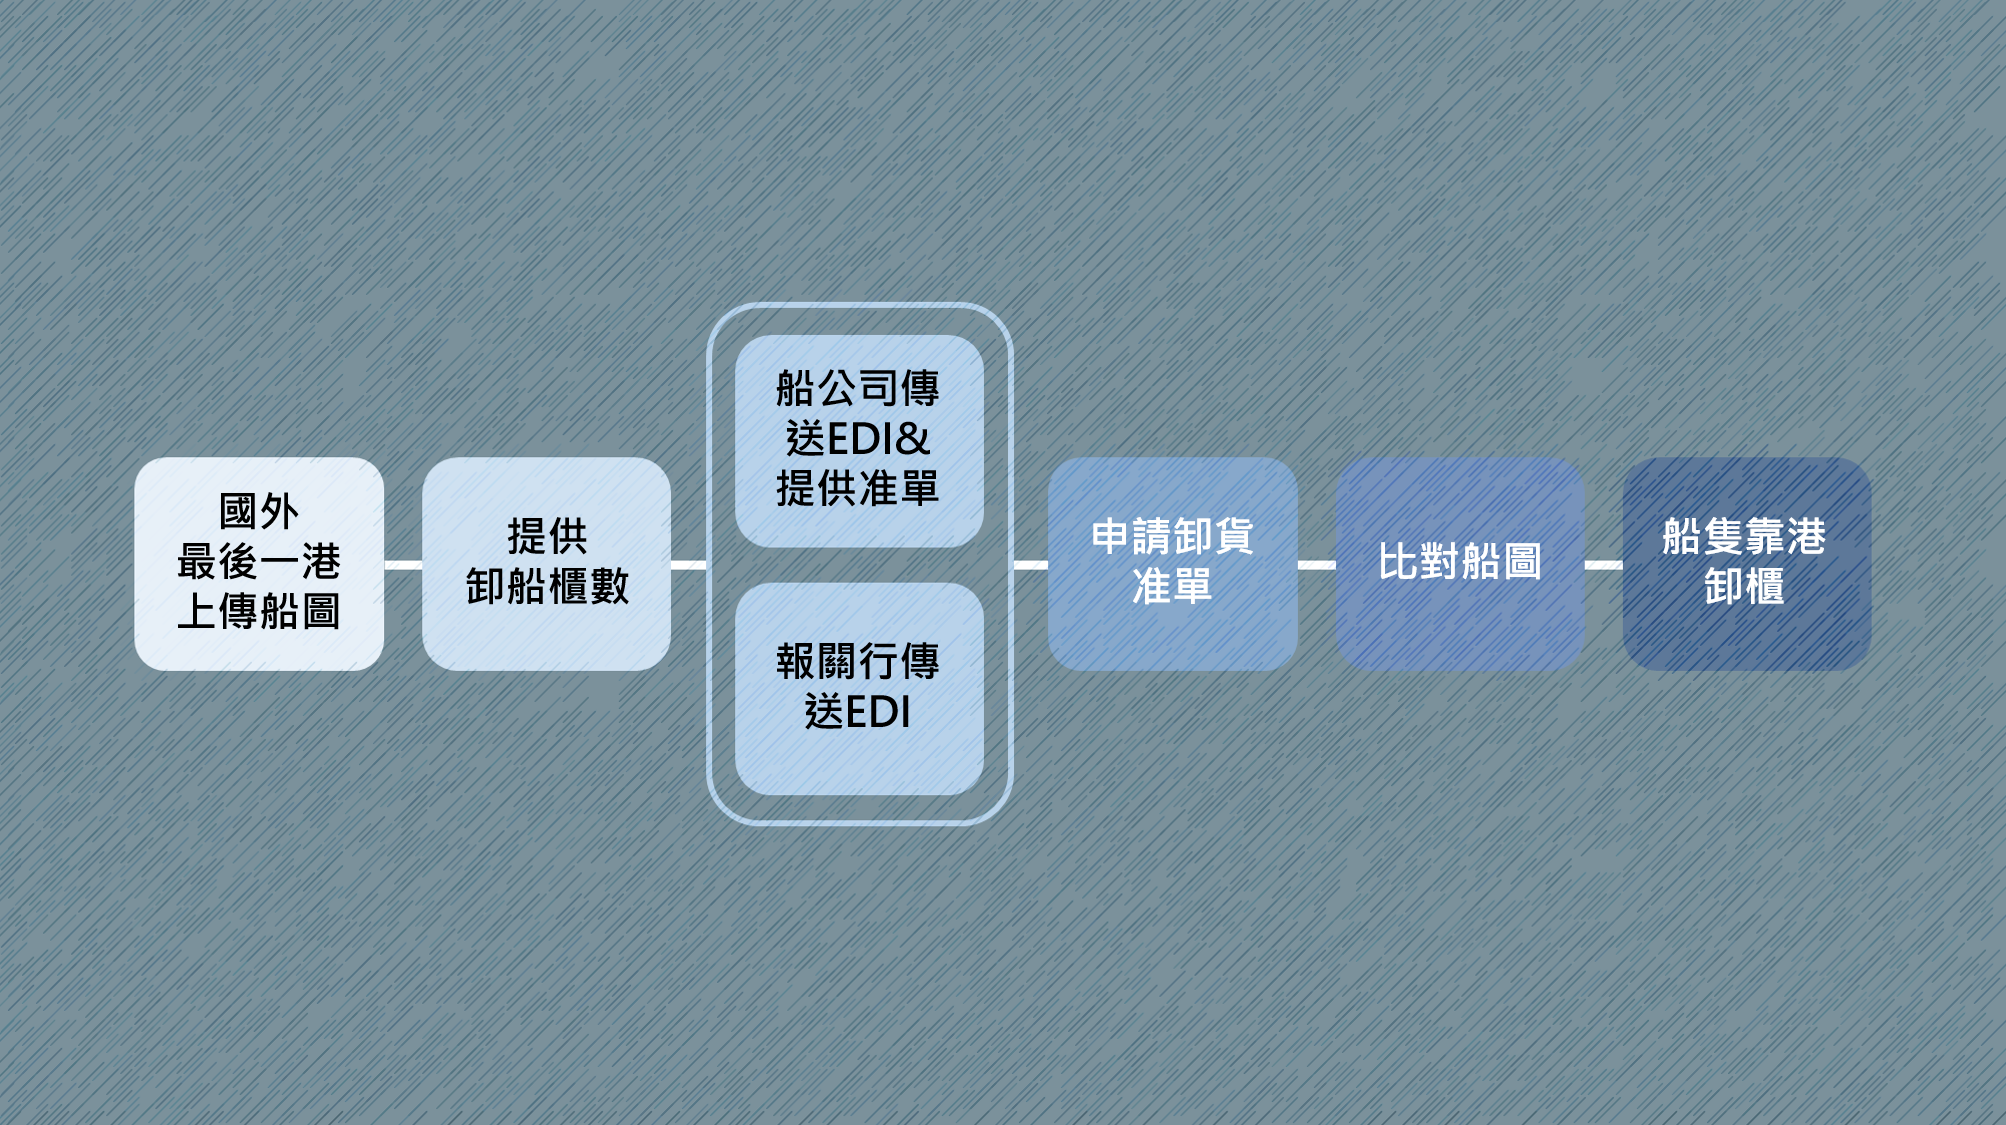 國外
最後一港
上傳船圖
提供
卸船櫃數
船公司傳
送EDI&
提供准單
報關行傳
送EDI
申請卸貨
准單
比對船圖
船隻靠港
卸櫃